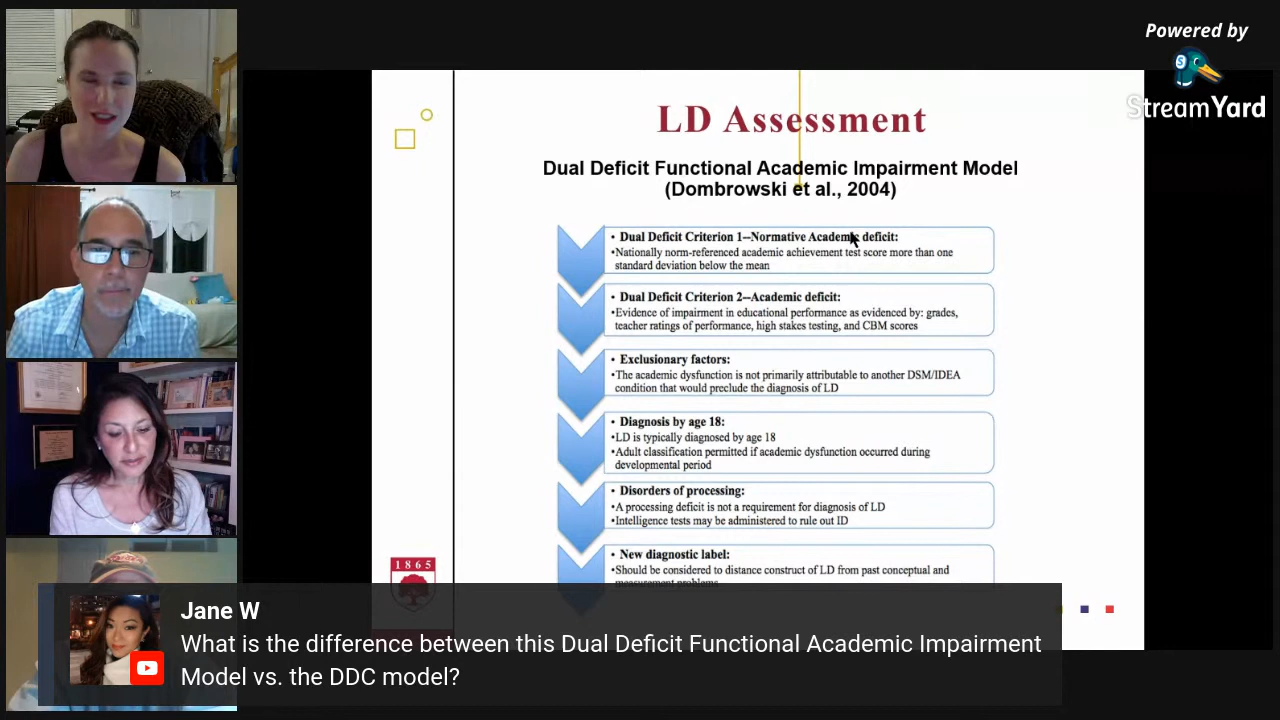 Powered by
StreamYard
LD Assessment
Dual Deficit Functional Academic Impairment Model
(Dombrowski et al., 2004)
• Dual Deficit Criterion 1--Normative Academic deficit:
•Nationally norm-referenced academic achievement test score more than one
standard deviation below the mean
• Dual Deficit Criterion 2--Academic deficit:
•Evidence of impairment in educational performance as evidenced by: grades,
teacher ratings of performance, high stakes testing, and CBM scores
• Exclusionary factors:
•The academic dysfunction is not primarily attributable to another DSM/IDEA
condition that would preclude the diagnosis of LD
• Diagnosis by age 18:
•LD is typically diagnosed by age 18
•Adult classification permitted if academic dysfunction occurred during
developmental period
• Disorders of processing:
•A processing deficit is not a requirement for diagnosis of LD
•Intelligence tests may be administered to rule out ID
• New diagnostic label:
•Should be considered to distance construct of LD from past conceptual and
measurement problems
1865
Jane W
What is the difference between this Dual Deficit Functional Academic Impairment
Model vs. the DDC model?